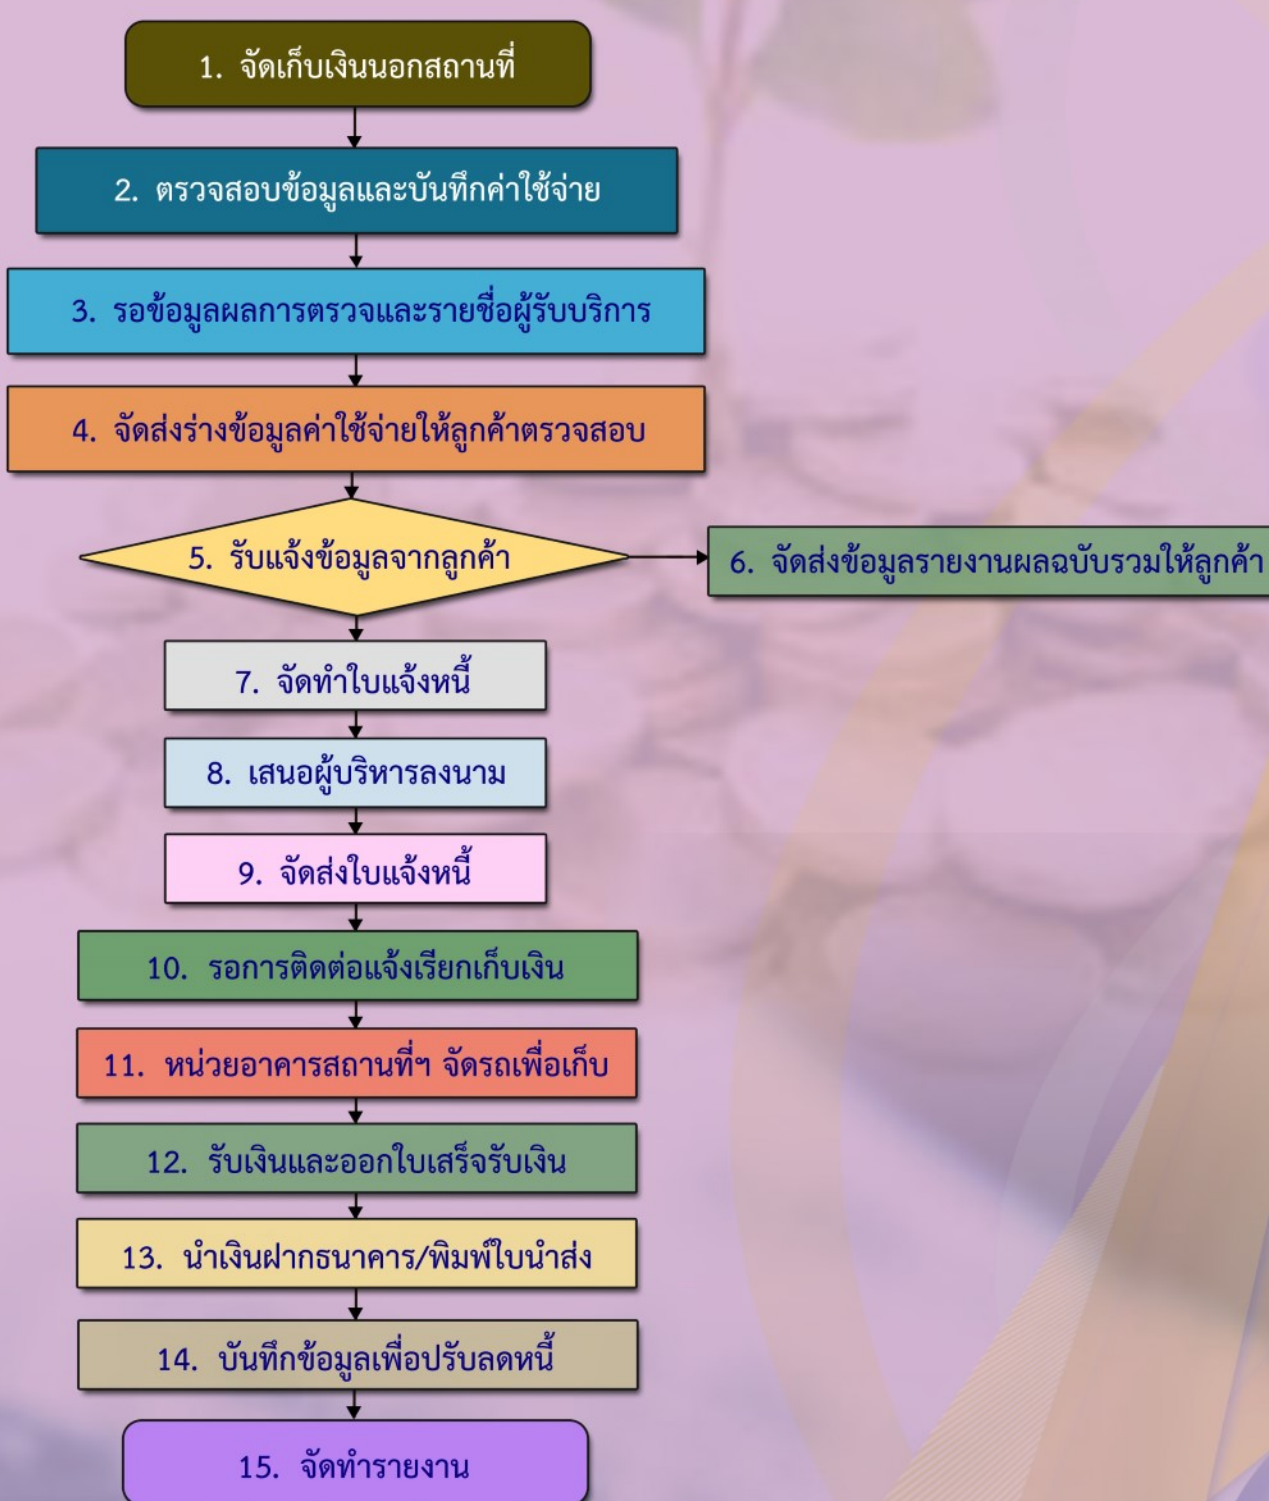 1. จัดเก็บเงินนอกสถานที่
2. ตรวจสอบข้อมูลและบันทึกค่าใช้จ่าย
3. รอข้อมูลผลการตรวจและรายชื่อผู้รับบริการ
4. จัดส่งร่างข้อมูลค่าใช้จ่ายให้ลูกค้าตรวจสอบ
5. รับแจ้งข้อมูลจากลูกค้า
6. จัดส่งข้อมูลรายงานผลฉบับรวมให้ลูกค้า
7. จัดทำใบแจ้งหนี้
8. เสนอผู้บริหารลงนาม
9. จัดส่งใบแจ้งหนี้
10. รอการติดต่อแจ้งเรียกเก็บเงิน
11. หน่วยอาคารสถานที่ฯ จัดรถเพื่อเก็บ
12. รับเงินและออกใบเสร็จรับเงิน
13. นำเงินฝากธนาคาร/พิมพ์ใบนำส่ง
14. บันทึกข้อมูลเพื่อปรับลดหนี้
15. จัดทำรายงาน